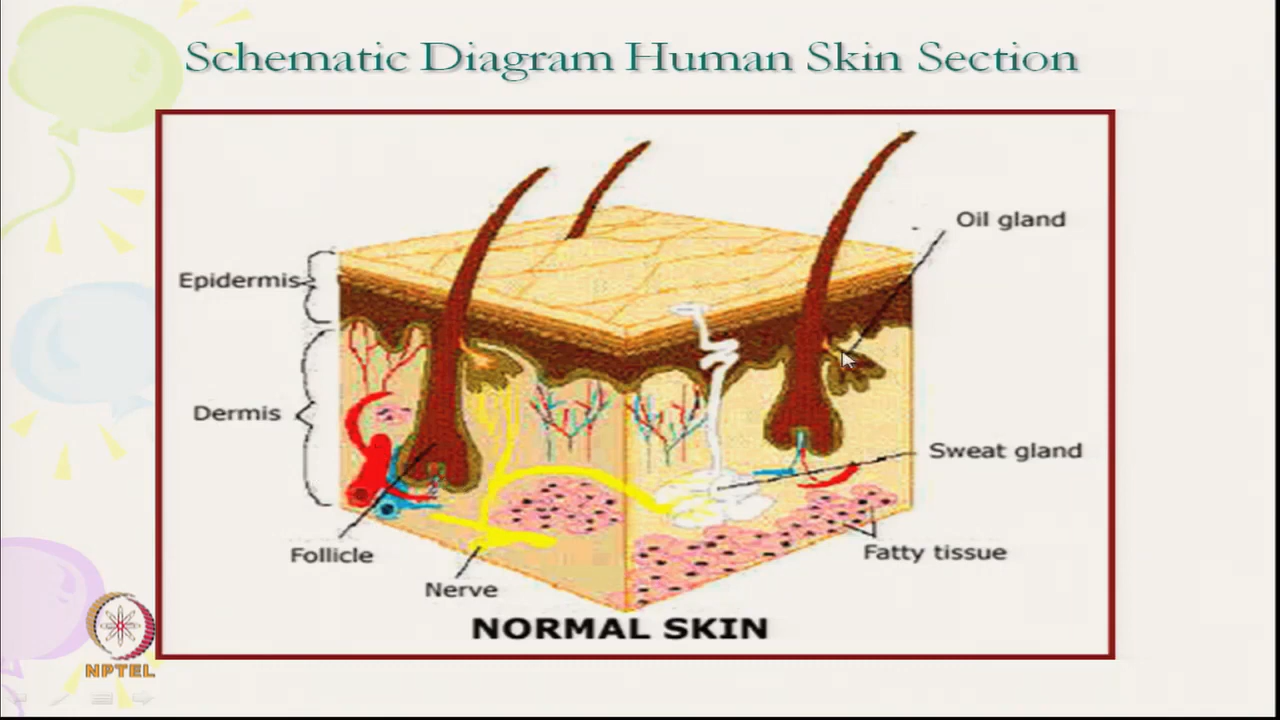 Schematic Diagram Human Skin Section
Oil gland
Epidermis
Dermis
Sweat gland
Follicle
Fatty tissue
Nerve
NORMAL SKIN
NPTEL